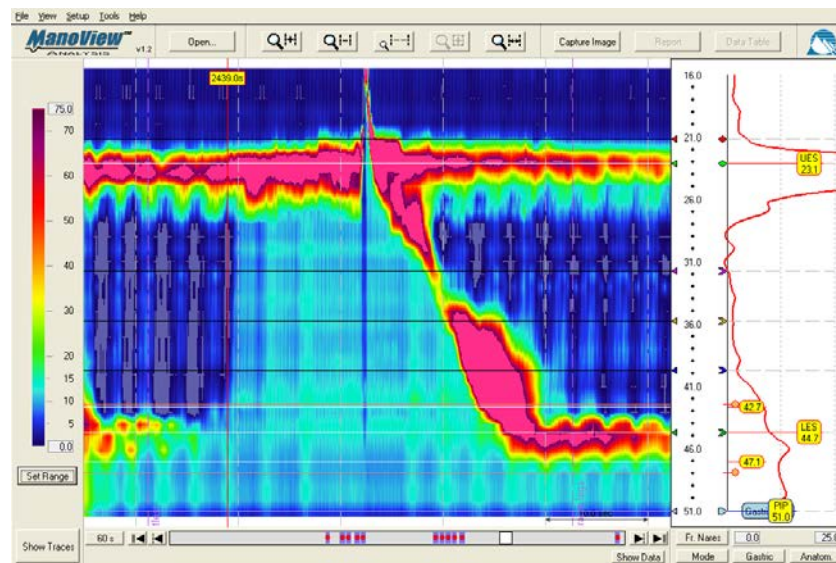 File View Setup Tools Help
ManoView™
ANALYSIS v1.2
Open...
Capture Image
Report
Data Table
2439.0s
75.0
70
60
50
40
30
20
15
10
5
0.0
Set Range
Show Traces
16.0
21.0
26.0
31.0
36.0
41.0
46.0
51.0
UES
23.1
42.7
LES
44.7
47.1
PIP
51.0
60 s
Show Data
Fr. Nares 0.0 25.0
Mode Gastric Anatom.